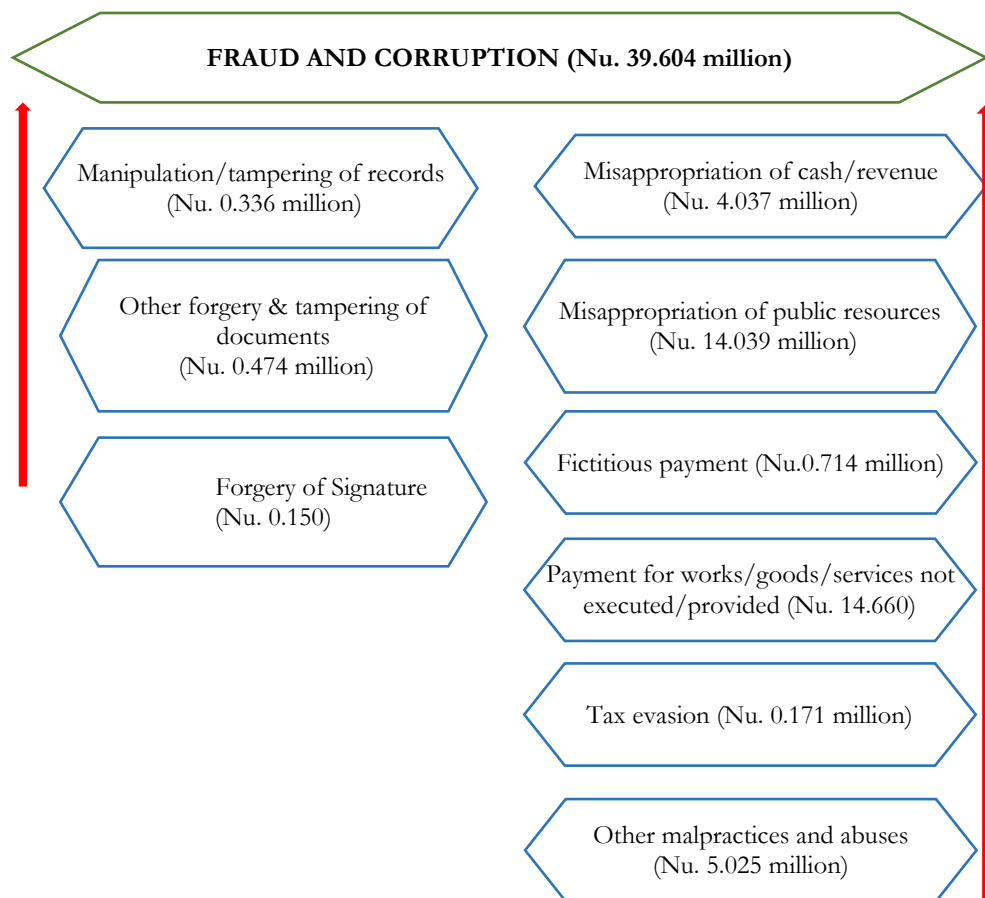 FRAUD AND CORRUPTION (Nu. 39.604 million)
Manipulation/tampering of records
(Nu. 0.336 million)
Other forgery & tampering of
documents
(Nu. 0.474 million)
Forgery of Signature
(Nu. 0.150)
Misappropriation of cash/revenue
(Nu. 4.037 million)
Misappropriation of public resources
(Nu. 14.039 million)
Fictitious payment (Nu.0.714 million)
Payment for works/goods/services not
executed/provided (Nu. 14.660)
Tax evasion (Nu. 0.171 million)
Other malpractices and abuses
(Nu. 5.025 million)